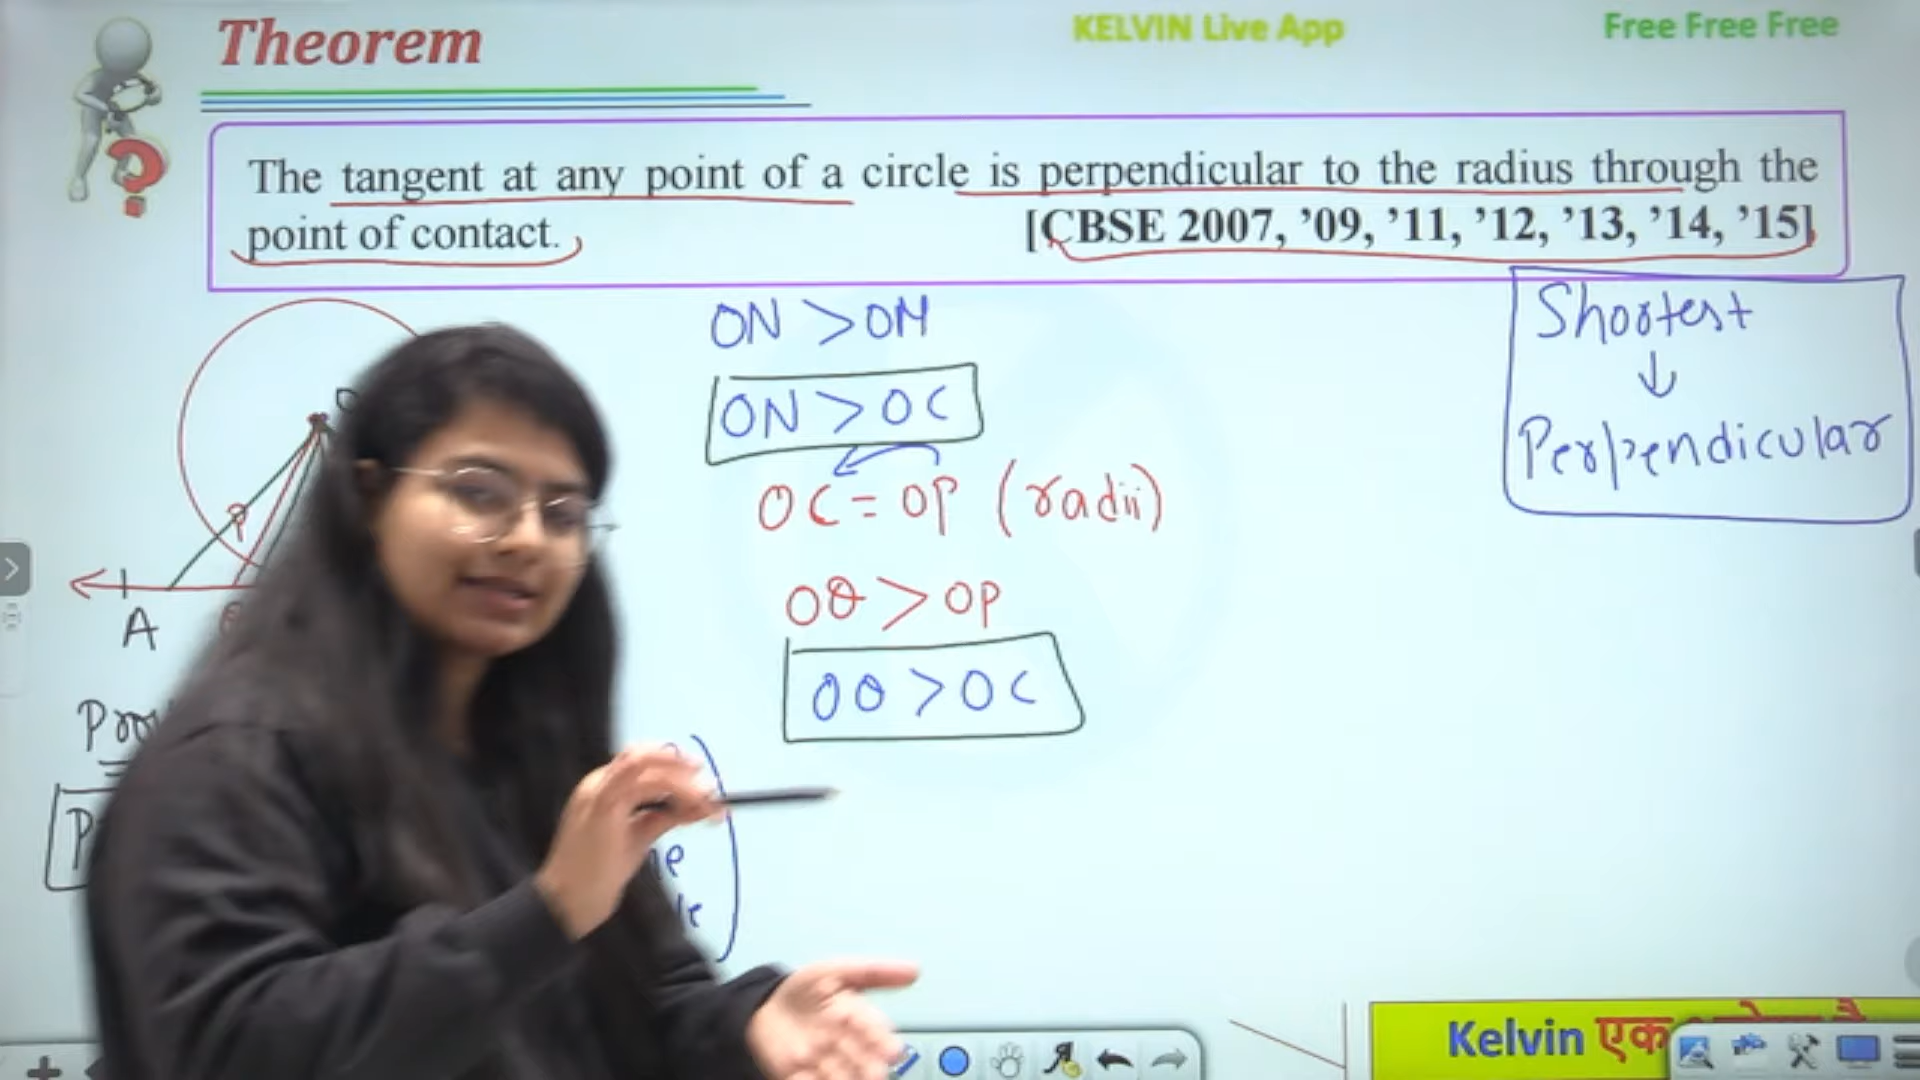 Theorem
KELVIN Live App
Free Free Free
The tangent at any point of a circle is perpendicular to the radius through the
point of contact.
[CBSE 2007, ’09, ’11, ’12, ’13, ’14, ’15]
ON > OM
ON > OC
OC = OP (radii)
OQ > OP
OQ > OC
Shortest
↓
Perpendicular
P
A
Kelvin एक